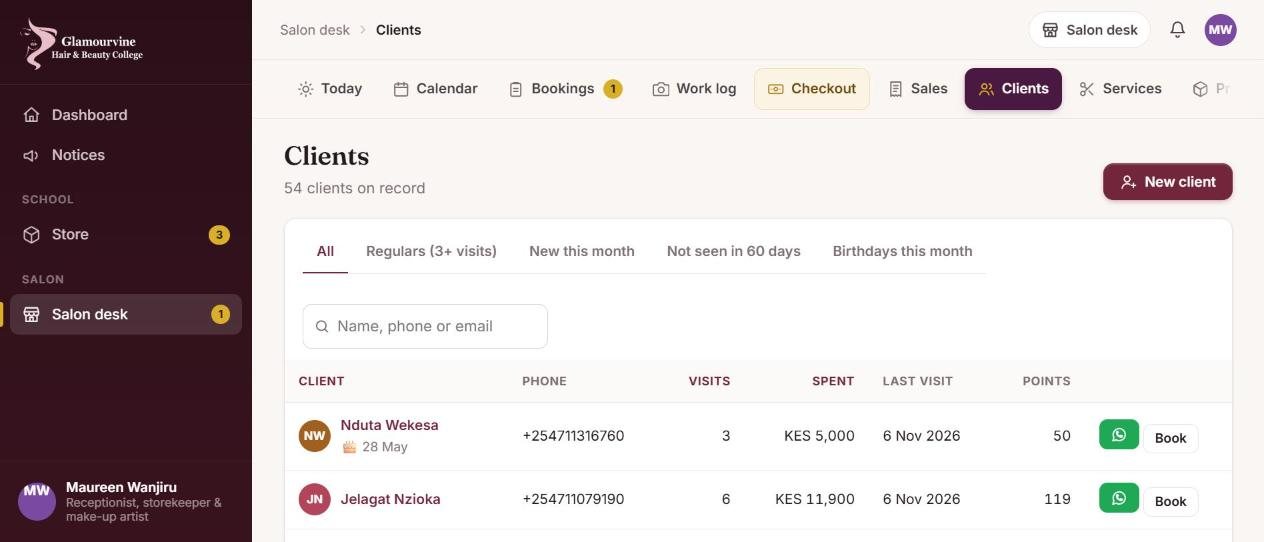 Glamourvine
Hair & Beauty College
Salon desk > Clients
Salon desk
MW
Today
Calendar
Bookings 1
Work log
Checkout
Sales
Clients
Services
Dashboard
Notices
SCHOOL
Store 3
SALON
Salon desk 1
MW
Maureen Wanjiru
Receptionist, storekeeper &
make-up artist
Clients
54 clients on record
New client
All
Regulars (3+ visits)
New this month
Not seen in 60 days
Birthdays this month
Name, phone or email
CLIENT PHONE VISITS SPENT LAST VISIT POINTS
NW Nduta Wekesa +254711316760 3 KES 5,000 6 Nov 2026 50 Book
28 May
JN Jelagat Nzioka +254711079190 6 KES 11,900 6 Nov 2026 119 Book